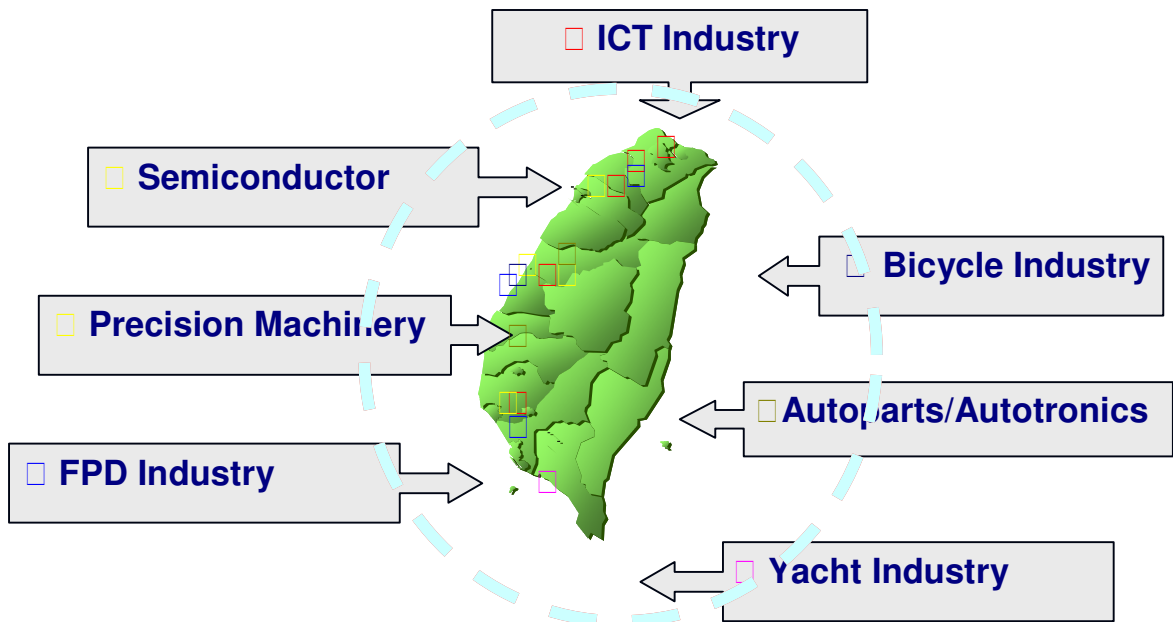 ICT Industry
Semiconductor
Bicycle Industry
Precision Machinery
Autoparts/Autotronics
FPD Industry
Yacht Industry